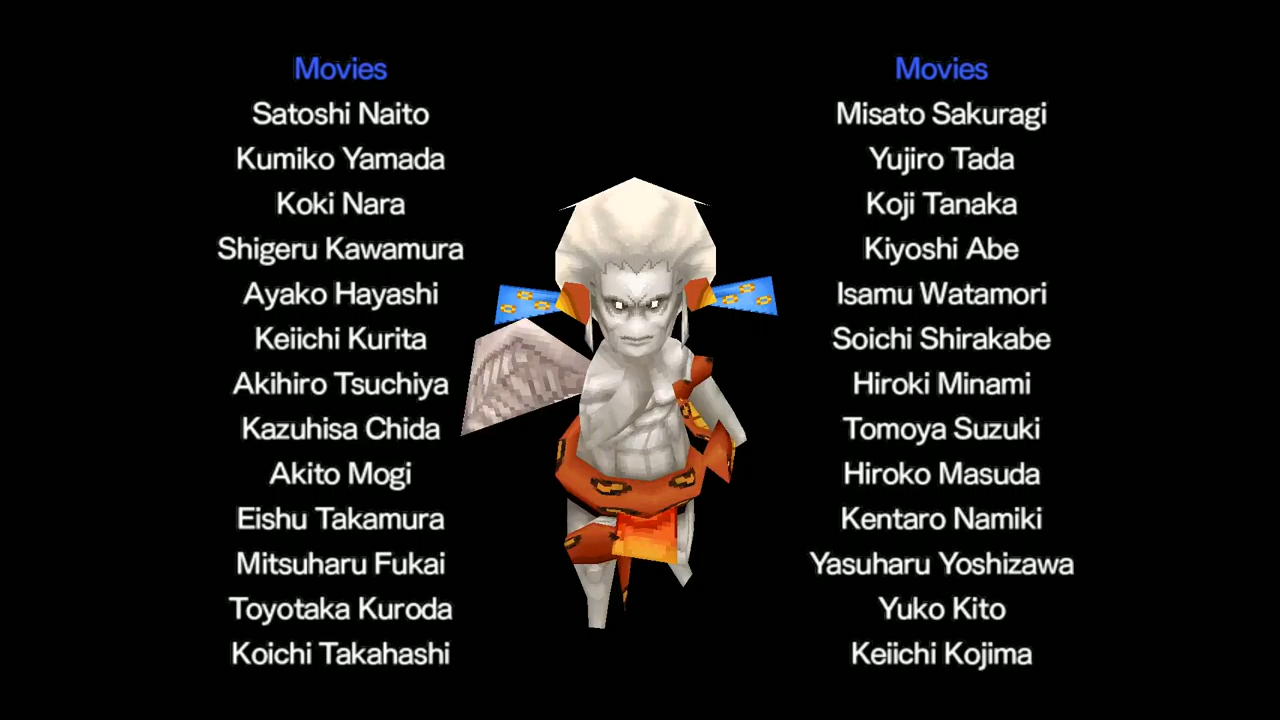 Movies
Satoshi Naito
Kumiko Yamada
Koki Nara
Shigeru Kawamura
Ayako Hayashi
Keiichi Kurita
Akihiro Tsuchiya
Kazuhisa Chida
Akito Mogi
Eishu Takamura
Mitsuharu Fukai
Toyotaka Kuroda
Koichi Takahashi
Movies
Misato Sakuragi
Yujiro Tada
Koji Tanaka
Kiyoshi Abe
Isamu Watamori
Soichi Shirakabe
Hiroki Minami
Tomoya Suzuki
Hiroko Masuda
Kentaro Namiki
Yasuharu Yoshizawa
Yuko Kito
Keiichi Kojima